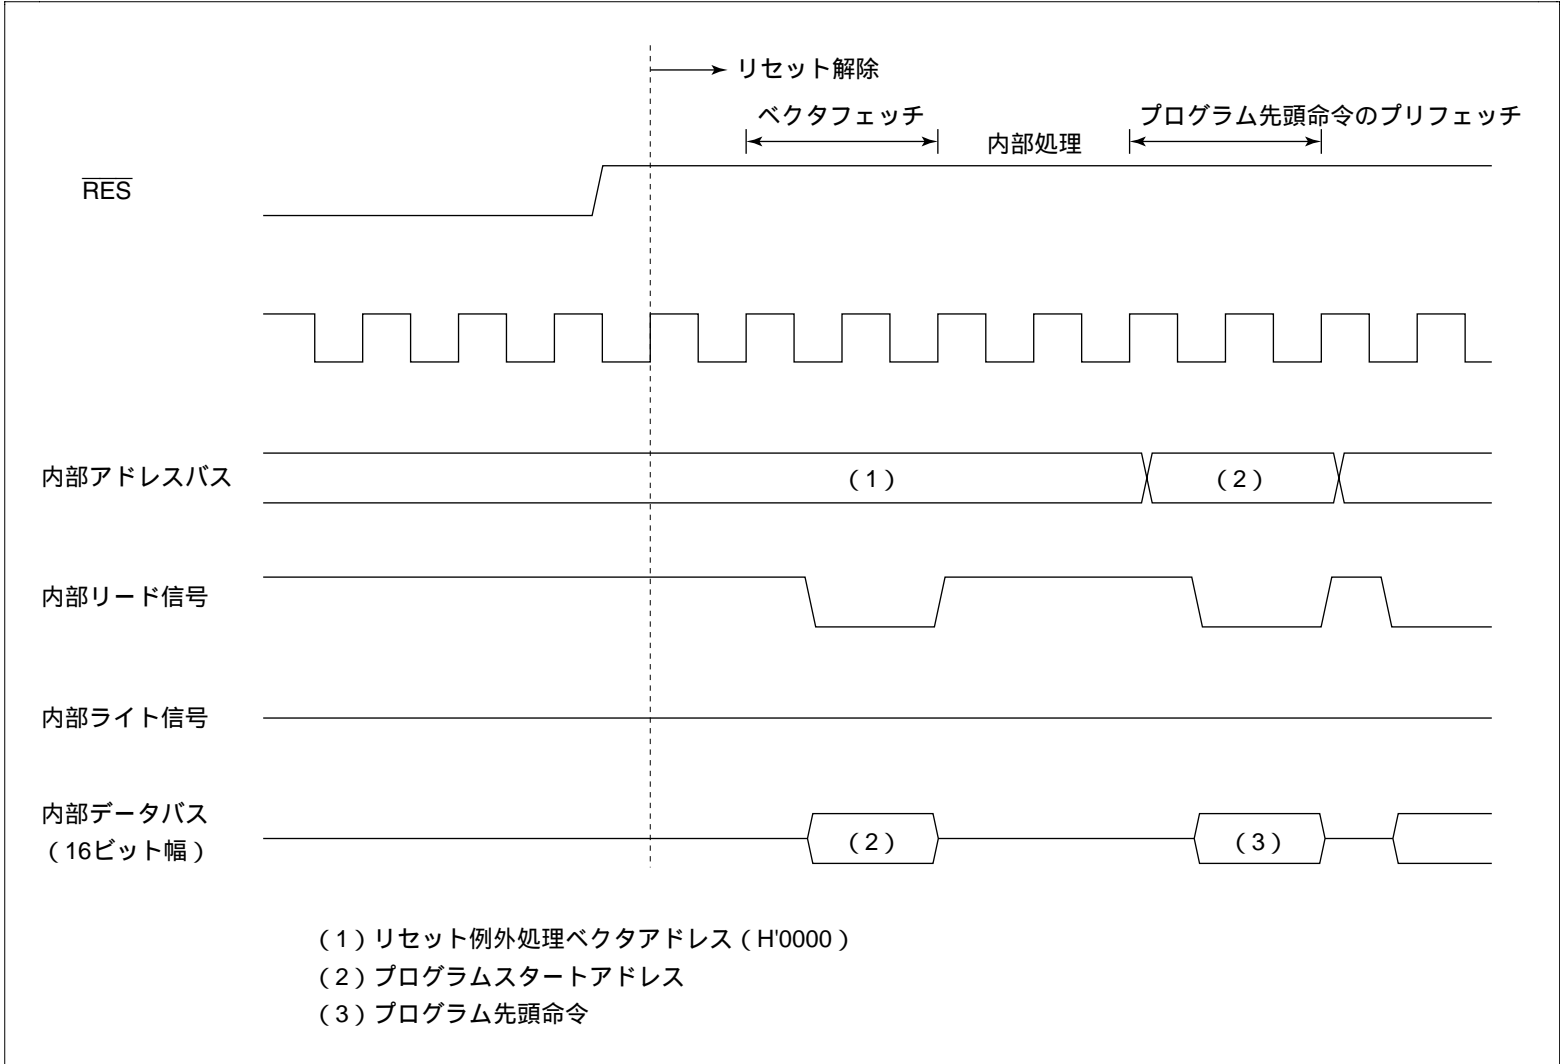 リセット解除
ベクタフェッチ
内部処理
プログラム先頭命令のプリフェッチ
RES
内部アドレスバス
(1)
(2)
内部リード信号
内部ライト信号
内部データバス
(16ビット幅)
(2)
(3)
(1)リセット例外処理ベクタアドレス(H'0000)
(2)プログラムスタートアドレス
(3)プログラム先頭命令